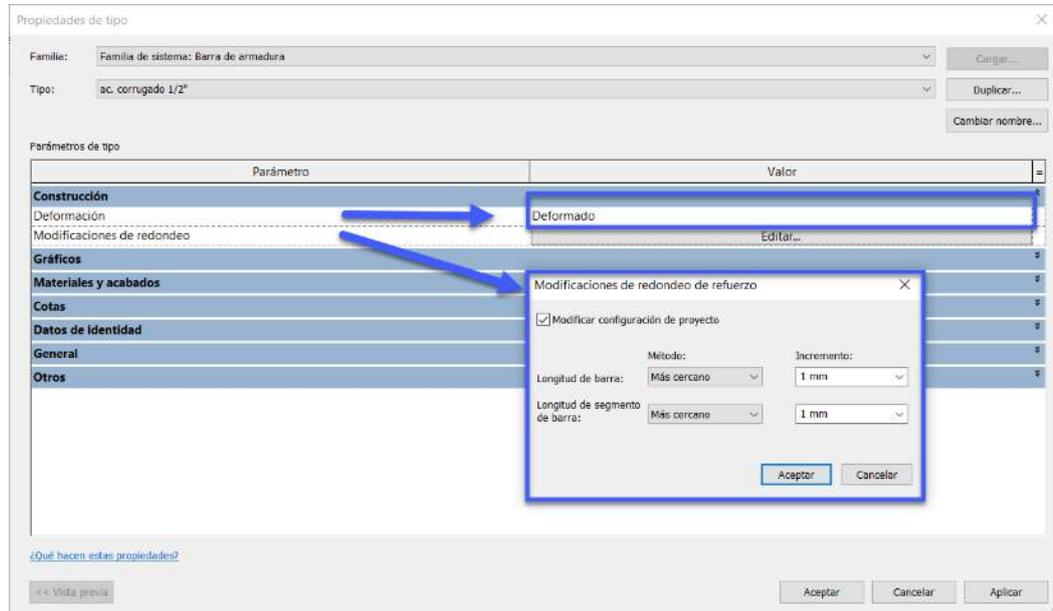 Propiedades de tipo
Familia: Familia de sistema: Barra de armadura Cargar...
Tipo: ac. corrugado 1/2" Duplicar...
Cambiar nombre...
Parámetros de tipo
Parámetro Valor =
Construcción
Deformación Deformado
Modificaciones de redondeo Editar...
Gráficos
Materiales y acabados
Cotas
Datos de identidad
General
Otros
Modificaciones de redondeo de refuerzo
Modificar configuración de proyecto
Método: Incremento:
Longitud de barra: Más cercano 1 mm
Longitud de segmento
de barra: Más cercano 1 mm
Aceptar Cancelar
¿Qué hacen estas propiedades?
<< Vista previa Aceptar Cancelar Aplicar